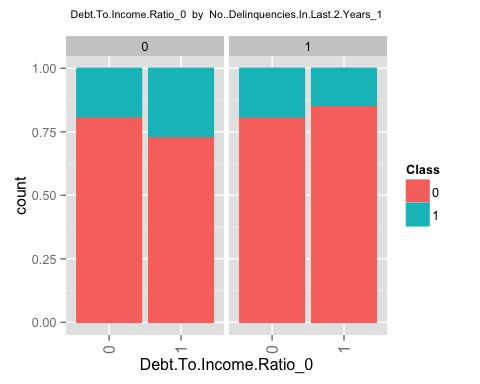 Debt.To.Income.Ratio_0 by No..Delinquencies.In.Last.2.Years_1
0 1
1.00
0.75
0.50
0.25
0.00
count
0 1 0 1
Debt.To.Income.Ratio_0
Class
0
1